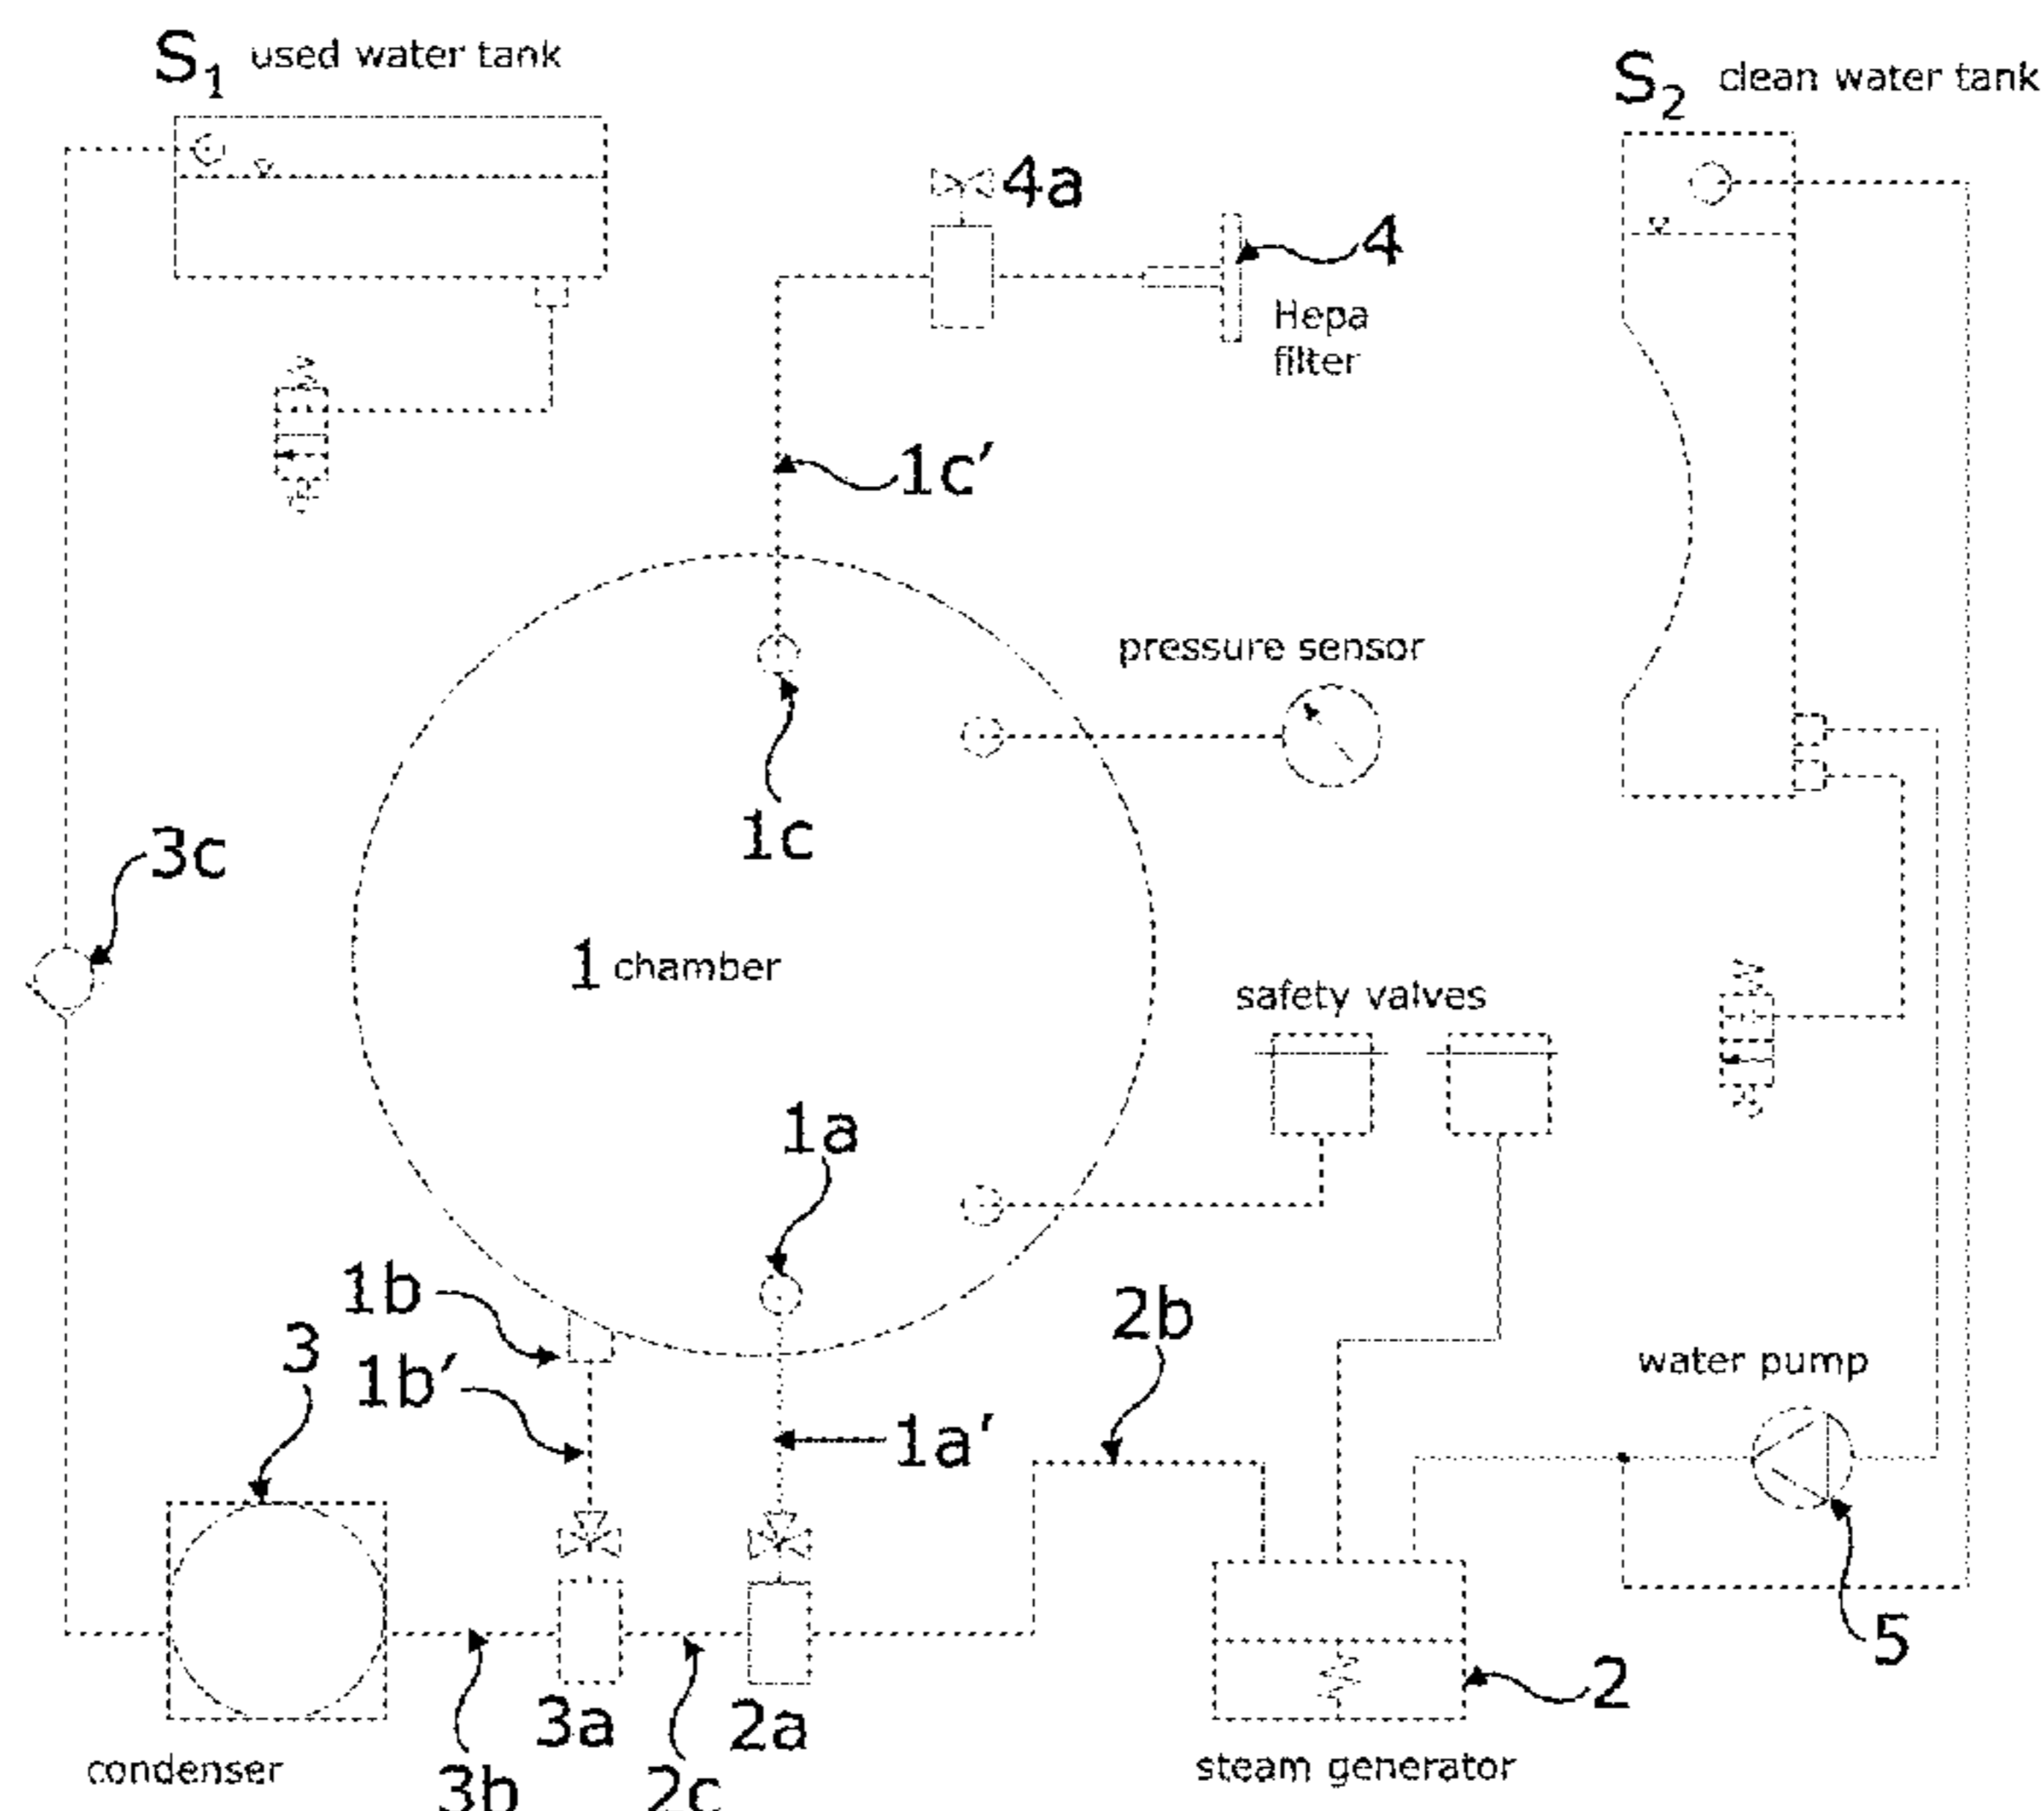 S1 used water tank
S2 clean water tank
4a
4
Hepa
filter
1c′
pressure sensor
1c
3c
1 chamber
safety valves
1a
1b
2b
3
1b′
water pump
1a′
5
2
3a
2a
condenser
3b
2c
steam generator